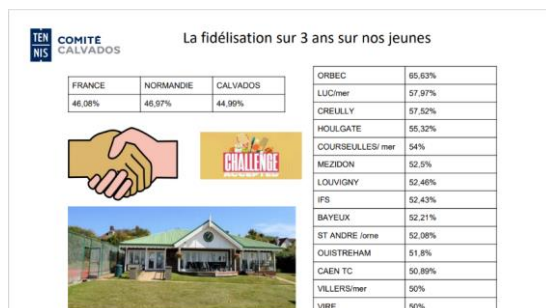 TEN
NIS
COMITÉ
CALVADOS
La fidélisation sur 3 ans sur nos jeunes
FRANCE NORMANDIE CALVADOS
46,08% 46,97% 44,99%
CHALLENGE
ACCEPTED
ORBEC 65,63%
LUC/mer 57,97%
CREULLY 57,52%
HOULGATE 55,32%
COURSEULLES/ mer 54%
MEZIDON 52,5%
LOUVIGNY 52,46%
IFS 52,43%
BAYEUX 52.21%
ST ANDRE /orne 52,08%
OUISTREHAM 51,8%
CAEN TC 50,89%
VILLERS/mer 50%
VIRE 50%